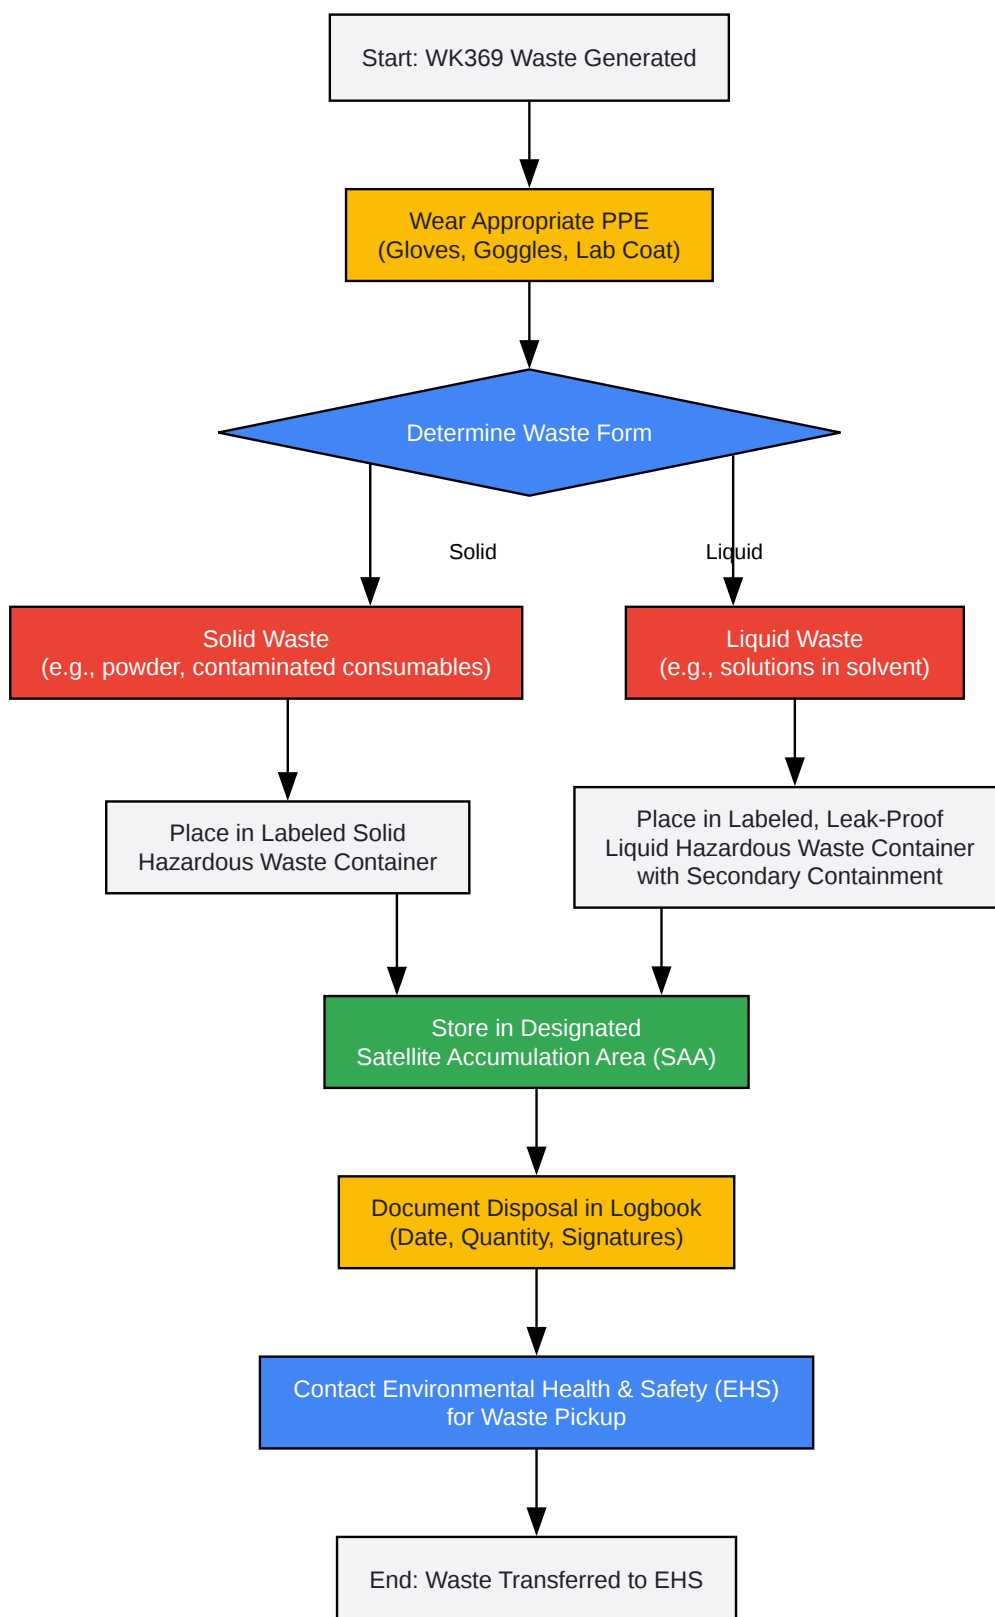 Start: WK369 Waste Generated
Wear Appropriate PPE
(Gloves, Goggles, Lab Coat)
Determine Waste Form
Solid
Liquid
Solid Waste
(e.g., powder, contaminated consumables)
Liquid Waste
(e.g., solutions in solvent)
Place in Labeled Solid
Hazardous Waste Container
Place in Labeled, Leak-Proof
Liquid Hazardous Waste Container
with Secondary Containment
Store in Designated
Satellite Accumulation Area (SAA)
Document Disposal in Logbook
(Date, Quantity, Signatures)
Contact Environmental Health & Safety (EHS)
for Waste Pickup
End: Waste Transferred to EHS